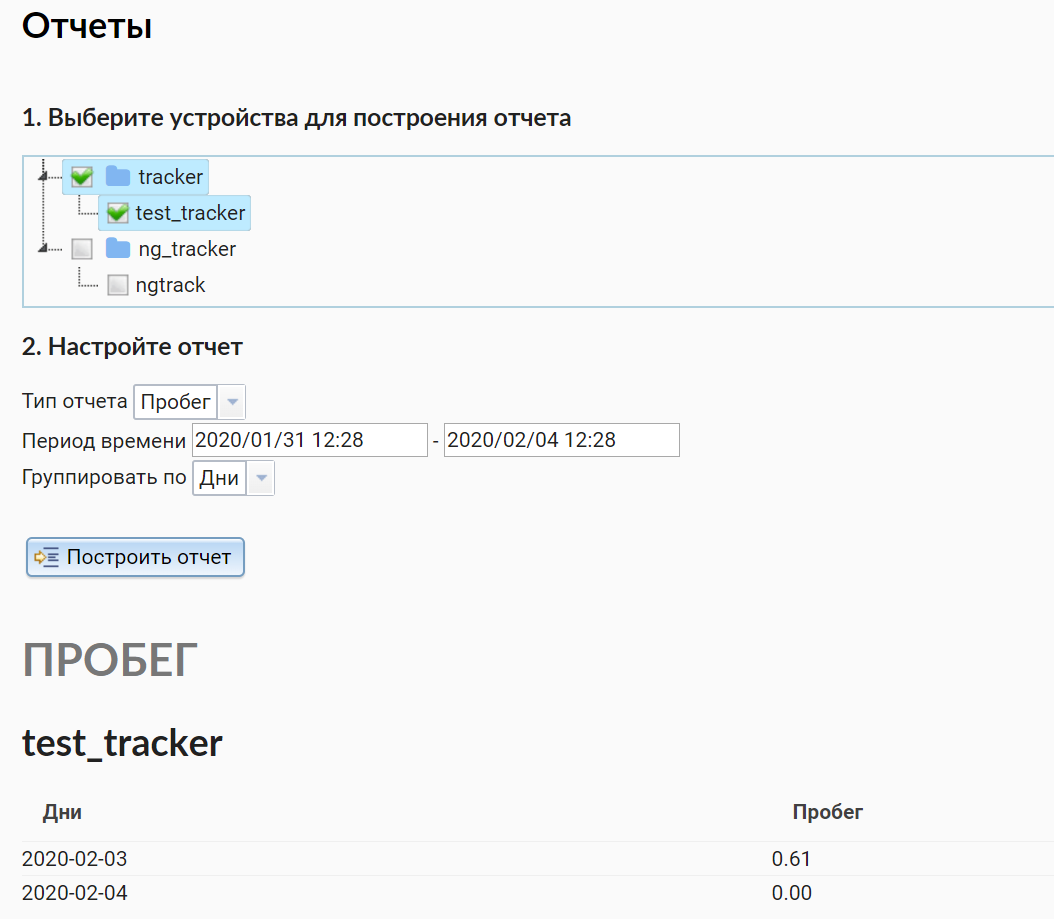 Отчеты
1. Выберите устройства для построения отчета
tracker
test_tracker
ng_tracker
ngtrack
2. Настройте отчет
Тип отчета Пробег
Период времени 2020/01/31 12:28 - 2020/02/04 12:28
Группировать по Дни
Построить отчет
ПРОБЕГ
test_tracker
Дни Пробег
2020-02-03 0.61
2020-02-04 0.00